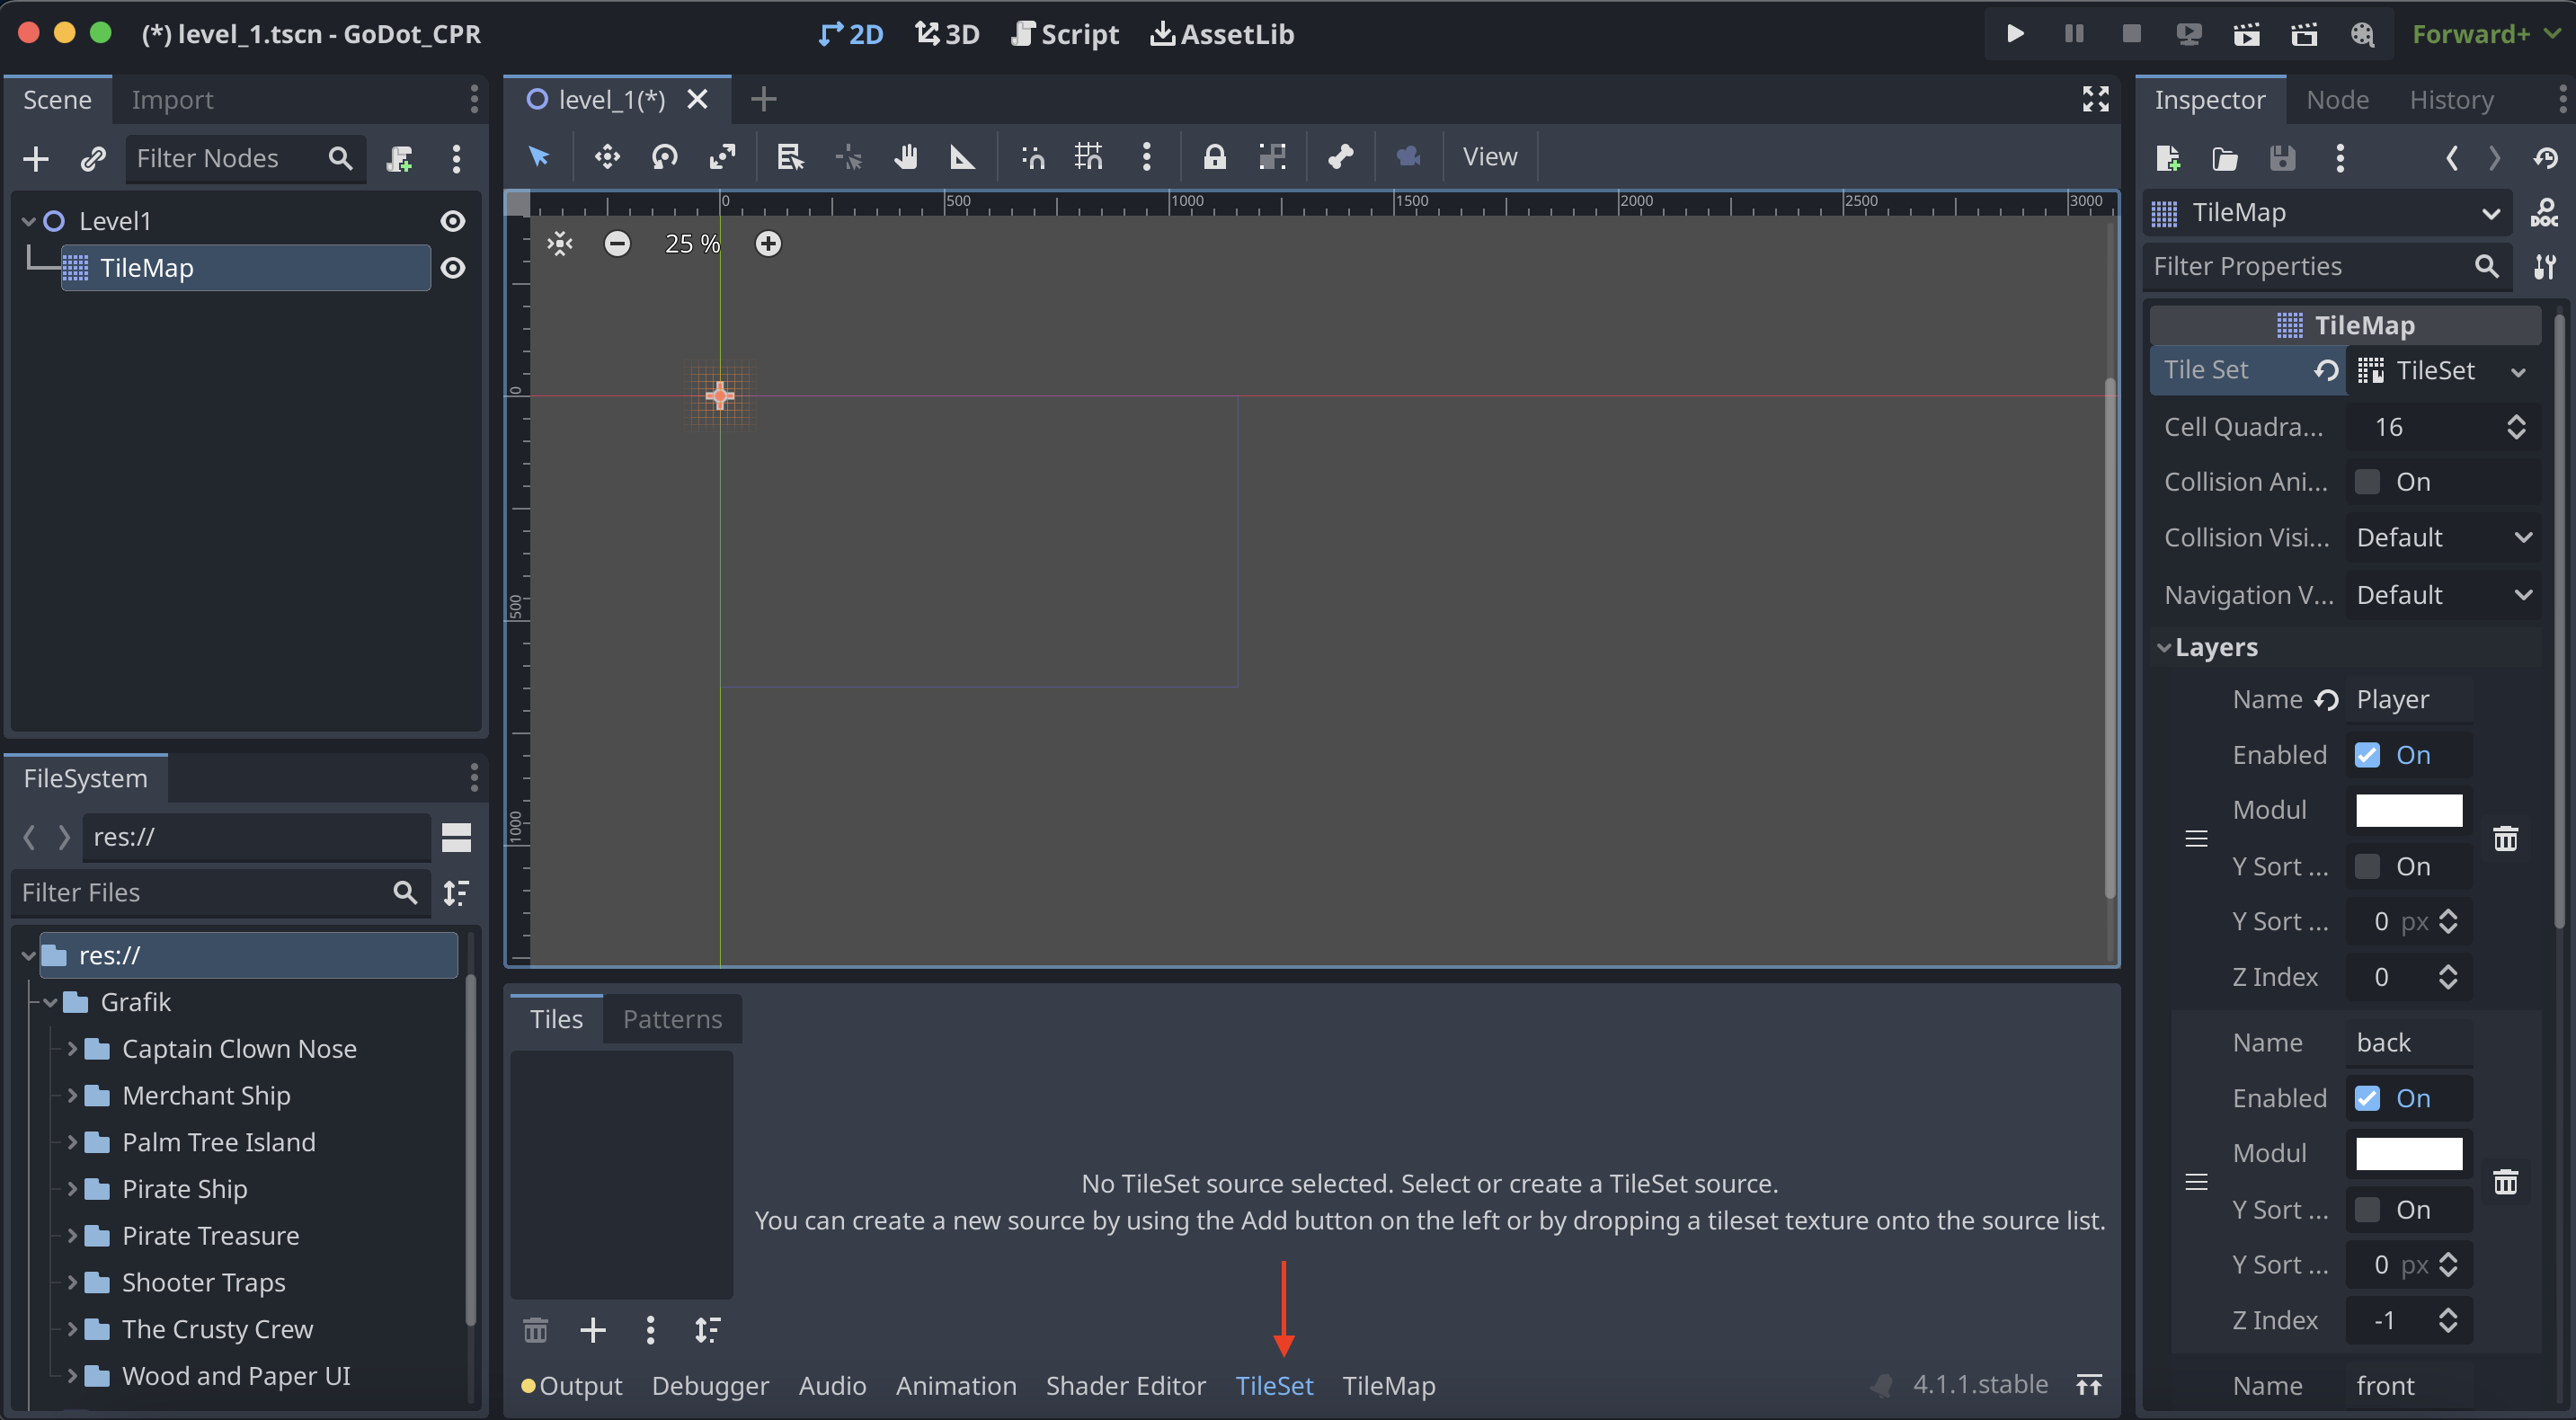 (*) level_1.tscn - GoDot_CPR
2D 3D Script AssetLib
Forward+
Scene Import
Filter Nodes
Level1
TileMap
FileSystem
res://
Filter Files
res://
Grafik
Captain Clown Nose
Merchant Ship
Palm Tree Island
Pirate Ship
Pirate Treasure
Shooter Traps
The Crusty Crew
Wood and Paper UI
level_1(*)
View
0 500 1000 1500 2000 2500 3000
25 %
0
500
1000
Tiles Patterns
No TileSet source selected. Select or create a TileSet source.
You can create a new source by using the Add button on the left or by dropping a tileset texture onto the source list.
Output Debugger Audio Animation Shader Editor TileSet TileMap
4.1.1.stable
Inspector Node History
TileMap
DOC
Filter Properties
TileMap
Tile Set TileSet
Cell Quadra... 16
Collision Ani... On
Collision Visi... Default
Navigation V... Default
Layers
Name Player
Enabled On
Modul
Y Sort ... On
Y Sort ... 0 px
Z Index 0
Name back
Enabled On
Modul
Y Sort ... On
Y Sort ... 0 px
Z Index -1
Name front